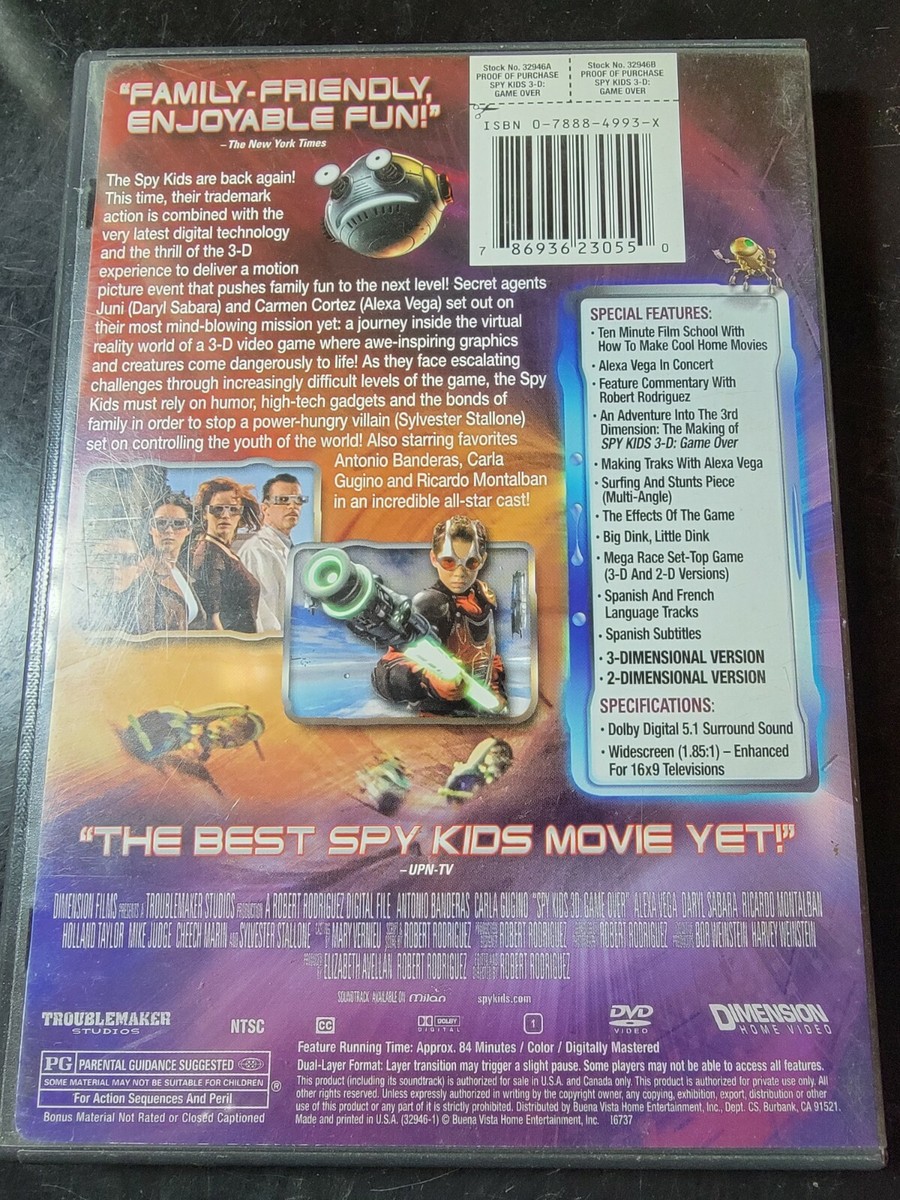 “FAMILY-FRIENDLY,
ENJOYABLE FUN!”
–The New York Times
Stock No. 32946A
PROOF OF PURCHASE
SPY KIDS 3-D:
GAME OVER
Stock No. 32946B
PROOF OF PURCHASE
SPY KIDS 3-D:
GAME OVER
ISBN 0-7888-4993-X
7 86936 23055 0
The Spy Kids are back again!
This time, their trademark
action is combined with the
very latest digital technology
and the thrill of the 3-D
experience to deliver a motion
picture event that pushes family fun to the next level! Secret agents
Juni (Daryl Sabara) and Carmen Cortez (Alexa Vega) set out on
their most mind-blowing mission yet: a journey inside the virtual
reality world of a 3-D video game where awe-inspiring graphics
and creatures come dangerously to life! As they face escalating
challenges through increasingly difficult levels of the game, the Spy
Kids must rely on humor, high-tech gadgets and the bonds of
family in order to stop a power-hungry villain (Sylvester Stallone)
set on controlling the youth of the world! Also starring favorites
Antonio Banderas, Carla
Gugino and Ricardo Montalban
in an incredible all-star cast!
SPECIAL FEATURES:
• Ten Minute Film School With
How To Make Cool Home Movies
• Alexa Vega In Concert
• Feature Commentary With
Robert Rodriguez
• An Adventure Into The 3rd
Dimension: The Making of
SPY KIDS 3-D: Game Over
• Making Traks With Alexa Vega
• Surfing And Stunts Piece
(Multi-Angle)
• The Effects Of The Game
• Big Dink, Little Dink
• Mega Race Set-Top Game
(3-D And 2-D Versions)
• Spanish And French
Language Tracks
• Spanish Subtitles
• 3-DIMENSIONAL VERSION
• 2-DIMENSIONAL VERSION
SPECIFICATIONS:
• Dolby Digital 5.1 Surround Sound
• Widescreen (1.85:1) – Enhanced
For 16x9 Televisions
“THE BEST SPY KIDS MOVIE YET!”
–UPN-TV
DIMENSION FILMS PRESENTS A TROUBLEMAKER STUDIOS PRODUCTION A ROBERT RODRIGUEZ DIGITAL FILE ANTONIO BANDERAS CARLA GUGINO “SPY KIDS 3D: GAME OVER” ALEXA VEGA DARYL SABARA RICARDO MONTALBAN
HOLLAND TAYLOR MIKE JUDGE CHEECH MARIN AND SYLVESTER STALLONE MARY VERNIEU ROBERT RODRIGUEZ ROBERT RODRIGUEZ ROBERT RODRIGUEZ BOB WEINSTEIN HARVEY WEINSTEIN
ELIZABETH AVELLAN ROBERT RODRIGUEZ ROBERT RODRIGUEZ
SOUNDTRACK AVAILABLE ON milan spykids.com
TROUBLEMAKER
STUDIOS
NTSC
CC
DOLBY
DIGITAL
1
DVD
VIDEO
DIMENSION
HOME VIDEO
PG PARENTAL GUIDANCE SUGGESTED
SOME MATERIAL MAY NOT BE SUITABLE FOR CHILDREN ®
For Action Sequences And Peril
Bonus Material Not Rated or Closed Captioned
Feature Running Time: Approx. 84 Minutes / Color / Digitally Mastered
Dual-Layer Format: Layer transition may trigger a slight pause. Some players may not be able to access all features.
This product (including its soundtrack) is authorized for sale in U.S.A. and Canada only. This product is authorized for private use only. All
other rights reserved. Unless expressly authorized in writing by the copyright owner, any copying, exhibition, export, distribution or other
use of this product or any part of it is strictly prohibited. Distributed by Buena Vista Home Entertainment, Inc., Dept. CS, Burbank, CA 91521.
Made and printed in U.S.A. (32946-1) © Buena Vista Home Entertainment, Inc. 16737